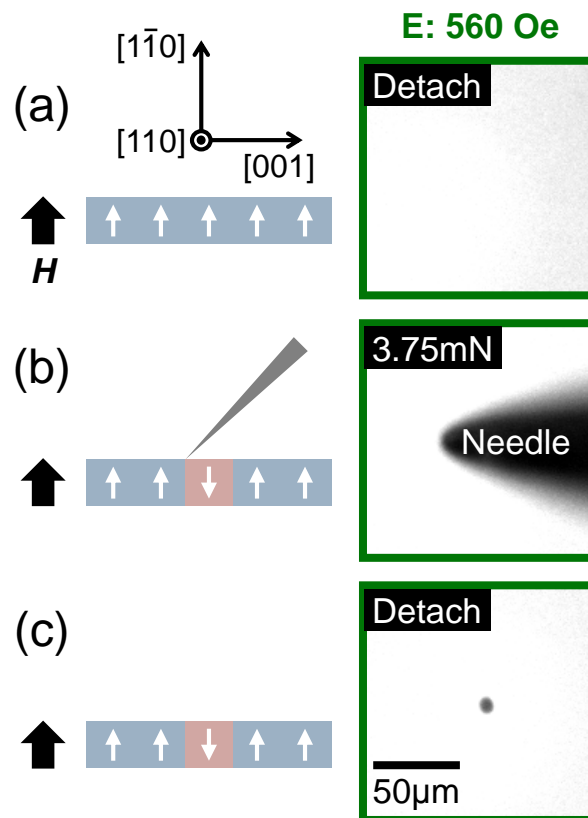 E: 560 Oe
(a)
[11̄0]
[110]
[001]
H
Detach
(b)
3.75mN
Needle
(c)
Detach
50μm